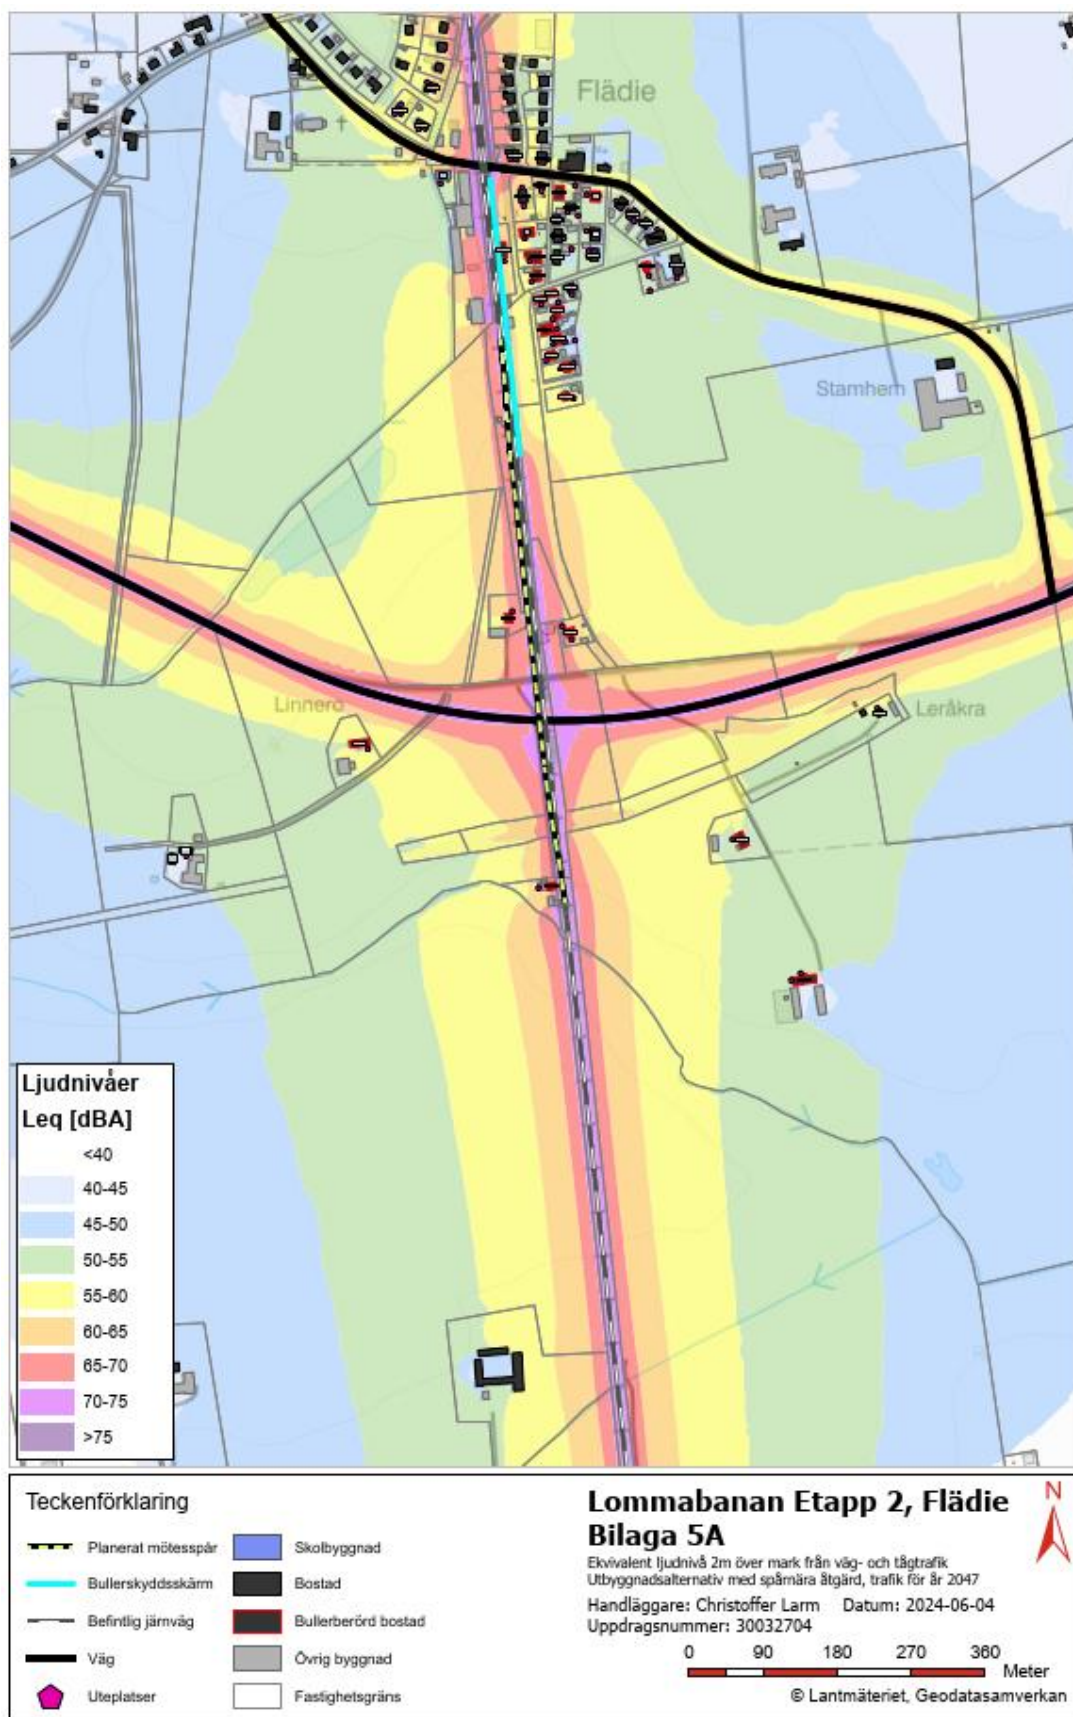 Flädie
Stamhem
Linnerö
Leråkra
Ljudnivåer
Leq [dBA]
<40
40-45
45-50
50-55
55-60
60-65
65-70
70-75
>75
Teckenförklaring
Planerat mötesspår
Bullerskyddsskärm
Befintlig järnväg
Väg
Uteplatser
Skolbyggnad
Bostad
Bullerberörd bostad
Övrig byggnad
Fastighetsgräns
Lommabanan Etapp 2, Flädie
Bilaga 5A
Ekvivalent ljudnivå 2m över mark från väg- och tågtrafik
Utbyggnadsalternativ med spårnära åtgärd, trafik för år 2047
Handläggare: Christoffer Larm Datum: 2024-06-04
Uppdragsnummer: 30032704
N
0 90 180 270 360
Meter
© Lantmäteriet, Geodatasamverkan